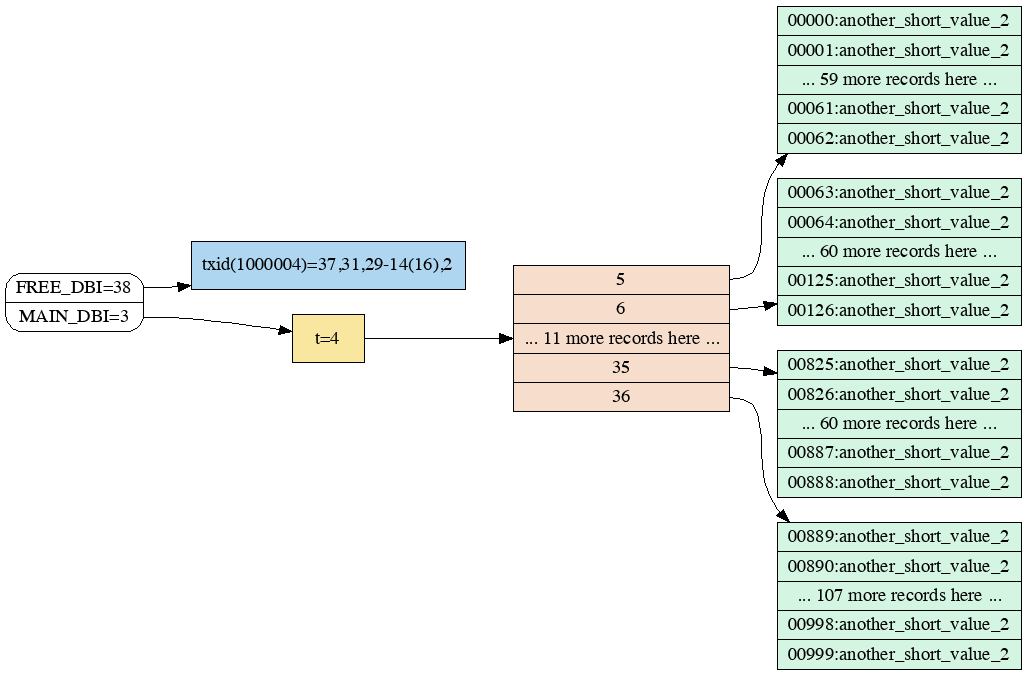 FREE_DBI=38
MAIN_DBI=3
txid(1000004)=37,31,29-14(16),2
t=4
5
6
... 11 more records here ...
35
36
00000:another_short_value_2
00001:another_short_value_2
... 59 more records here ...
00061:another_short_value_2
00062:another_short_value_2
00063:another_short_value_2
00064:another_short_value_2
... 60 more records here ...
00125:another_short_value_2
00126:another_short_value_2
00825:another_short_value_2
00826:another_short_value_2
... 60 more records here ...
00887:another_short_value_2
00888:another_short_value_2
00889:another_short_value_2
00890:another_short_value_2
... 107 more records here ...
00998:another_short_value_2
00999:another_short_value_2